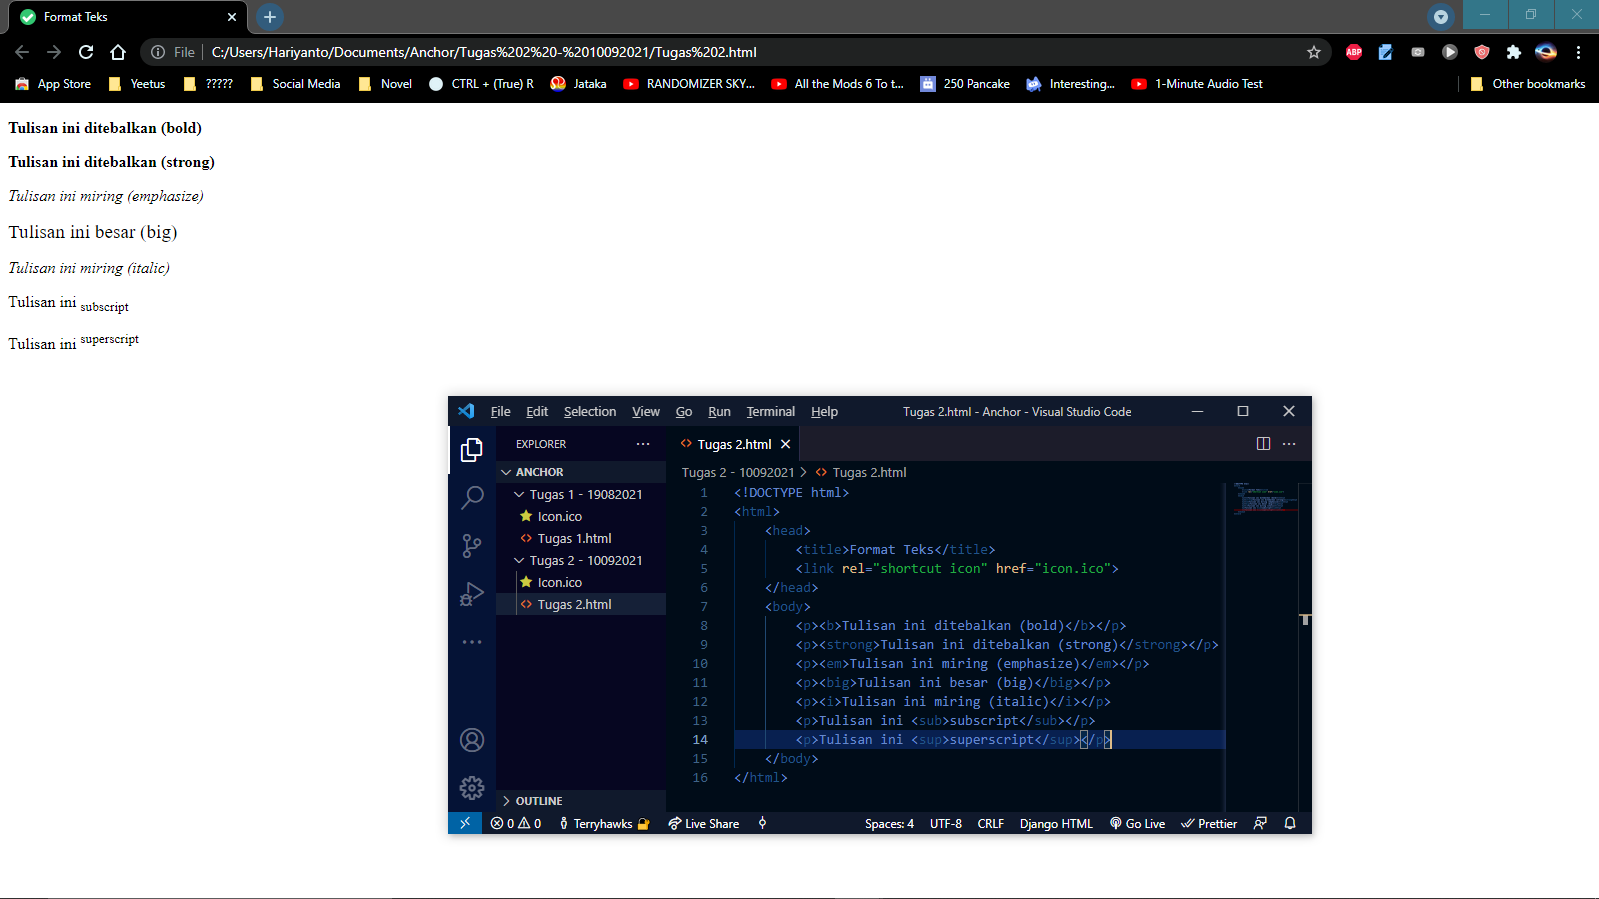 Format Teks
File C:/Users/Hariyanto/Documents/Anchor/Tugas%202%20-%2010092021/Tugas%202.html
ABP
App Store Yeetus ????? Social Media Novel CTRL + (True) R Jataka RANDOMIZER SKY... All the Mods 6 To t... 250 Pancake Interesting... 1-Minute Audio Test Other bookmarks
Tulisan ini ditebalkan (bold)
Tulisan ini ditebalkan (strong)
Tulisan ini miring (emphasize)
Tulisan ini besar (big)
Tulisan ini miring (italic)
Tulisan ini subscript
Tulisan ini superscript
File Edit Selection View Go Run Terminal Help Tugas 2.html - Anchor - Visual Studio Code
EXPLORER
ANCHOR
Tugas 1 - 19082021
Icon.ico
Tugas 1.html
Tugas 2 - 10092021
Icon.ico
Tugas 2.html
OUTLINE
Tugas 2.html
Tugas 2 - 10092021 > Tugas 2.html
1 <!DOCTYPE html>
2 <html>
3 <head>
4 <title>Format Teks</title>
5 <link rel="shortcut icon" href="icon.ico">
6 </head>
7 <body>
8 <p><b>Tulisan ini ditebalkan (bold)</b></p>
9 <p><strong>Tulisan ini ditebalkan (strong)</strong></p>
10 <p><em>Tulisan ini miring (emphasize)</em></p>
11 <p><big>Tulisan ini besar (big)</big></p>
12 <p><i>Tulisan ini miring (italic)</i></p>
13 <p>Tulisan ini <sub>subscript</sub></p>
14 <p>Tulisan ini <sup>superscript</sup></p>
15 </body>
16 </html>
0 0 Terryhawks Live Share Spaces: 4 UTF-8 CRLF Django HTML Go Live Prettier